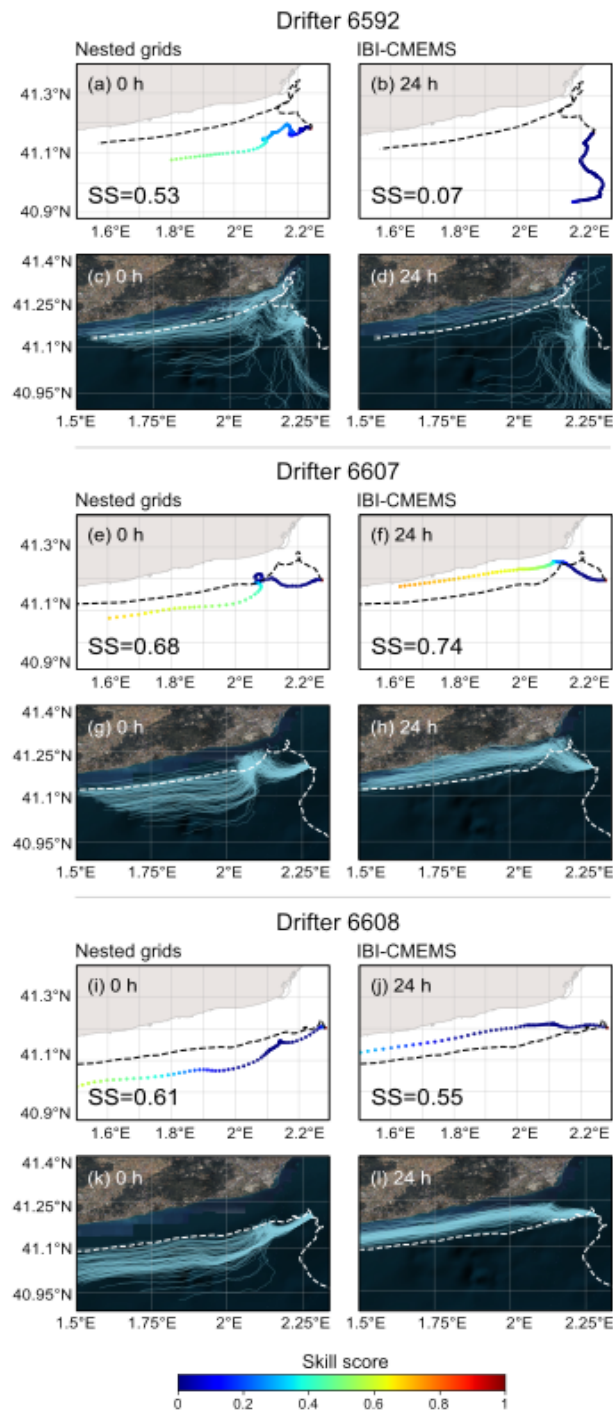 Drifter 6592
Nested grids IBI-CMEMS
41.3°N (a) 0 h (b) 24 h
41.1°N
SS=0.53 SS=0.07
40.9°N
1.6°E 1.8°E 2°E 2.2°E 1.6°E 1.8°E 2°E 2.2°E
41.4°N (c) 0 h (d) 24 h
41.25°N
41.1°N
40.95°N
1.5°E 1.75°E 2°E 2.25°E 1.5°E 1.75°E 2°E 2.25°E
Drifter 6607
Nested grids IBI-CMEMS
41.3°N (e) 0 h (f) 24 h
41.1°N
SS=0.68 SS=0.74
40.9°N
1.6°E 1.8°E 2°E 2.2°E 1.6°E 1.8°E 2°E 2.2°E
41.4°N (g) 0 h (h) 24 h
41.25°N
41.1°N
40.95°N
1.5°E 1.75°E 2°E 2.25°E 1.5°E 1.75°E 2°E 2.25°E
Drifter 6608
Nested grids IBI-CMEMS
41.3°N (i) 0 h (j) 24 h
41.1°N
SS=0.61 SS=0.55
40.9°N
1.6°E 1.8°E 2°E 2.2°E 1.6°E 1.8°E 2°E 2.2°E
41.4°N (k) 0 h (l) 24 h
41.25°N
41.1°N
40.95°N
1.5°E 1.75°E 2°E 2.25°E 1.5°E 1.75°E 2°E 2.25°E
Skill score
0 0.2 0.4 0.6 0.8 1